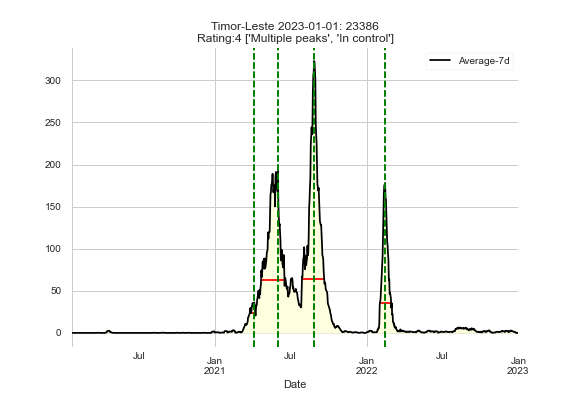 Timor-Leste 2023-01-01: 23386
Rating:4 ['Multiple peaks', 'In control']
Average-7d
300
250
200
150
100
50
0
Jul
Jan
2021
Jul
Jan
2022
Jul
Jan
2023
Date